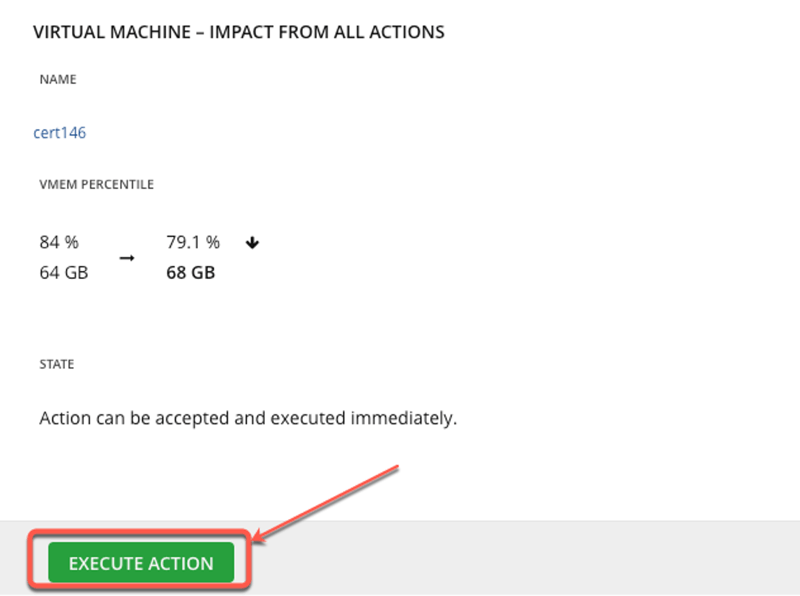 VIRTUAL MACHINE – IMPACT FROM ALL ACTIONS
NAME
cert146
VMEM PERCENTILE
84 % 79.1 %
64 GB 68 GB
STATE
Action can be accepted and executed immediately.
EXECUTE ACTION